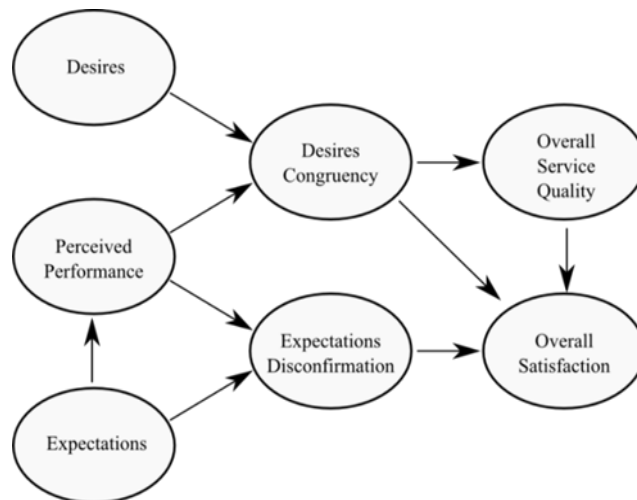 Desires
Desires
Congruency
Overall
Service
Quality
Perceived
Performance
Expectations
Disconfirmation
Overall
Satisfaction
Expectations